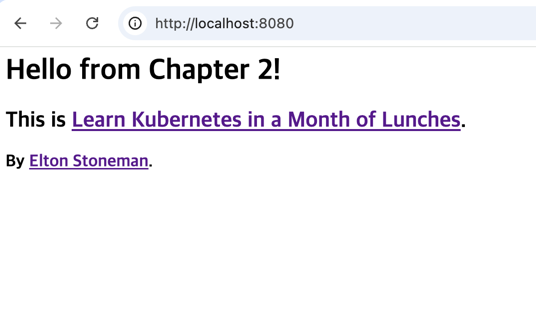 http://localhost:8080
Hello from Chapter 2!
This is Learn Kubernetes in a Month of Lunches.
By Elton Stoneman.